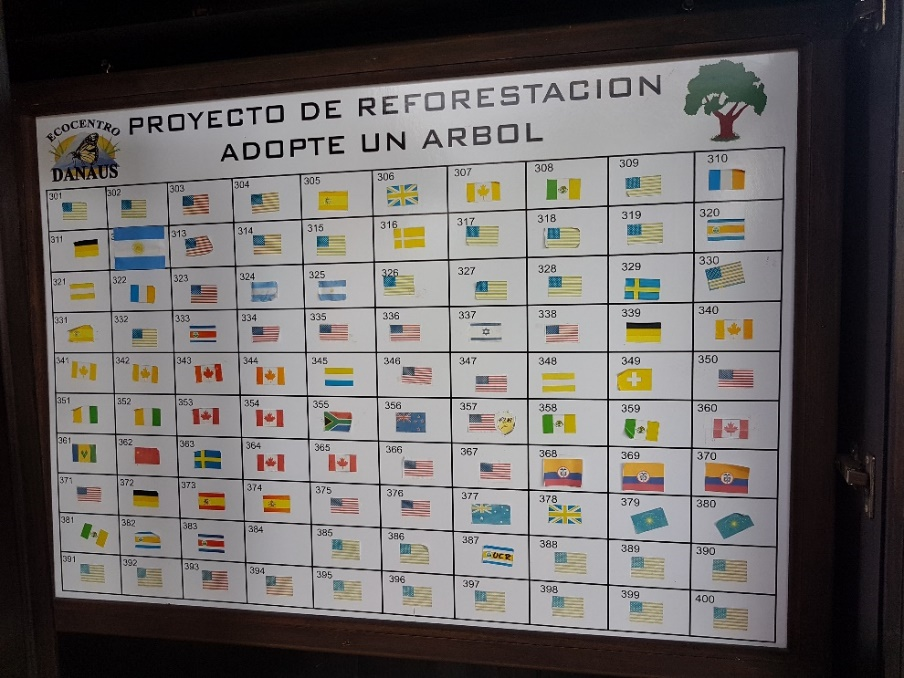 ECOCENTRO
DANAUS
PROYECTO DE REFORESTACION
ADOPTE UN ARBOL
301 302 303 304 305 306 307 308 309 310
311 313 314 315 316 317 318 319 320
321 322 323 324 325 326 327 328 329 330
331 332 333 334 335 336 337 338 339 340
341 342 343 344 345 346 347 348 349 350
351 352 353 354 355 356 357 358 359 360
361 362 363 364 365 366 367 368 369 370
371 372 373 374 375 376 377 378 379 380
381 382 383 384 385 386 387 UCR 388 389 390
391 392 393 394 395 396 397 398 399 400